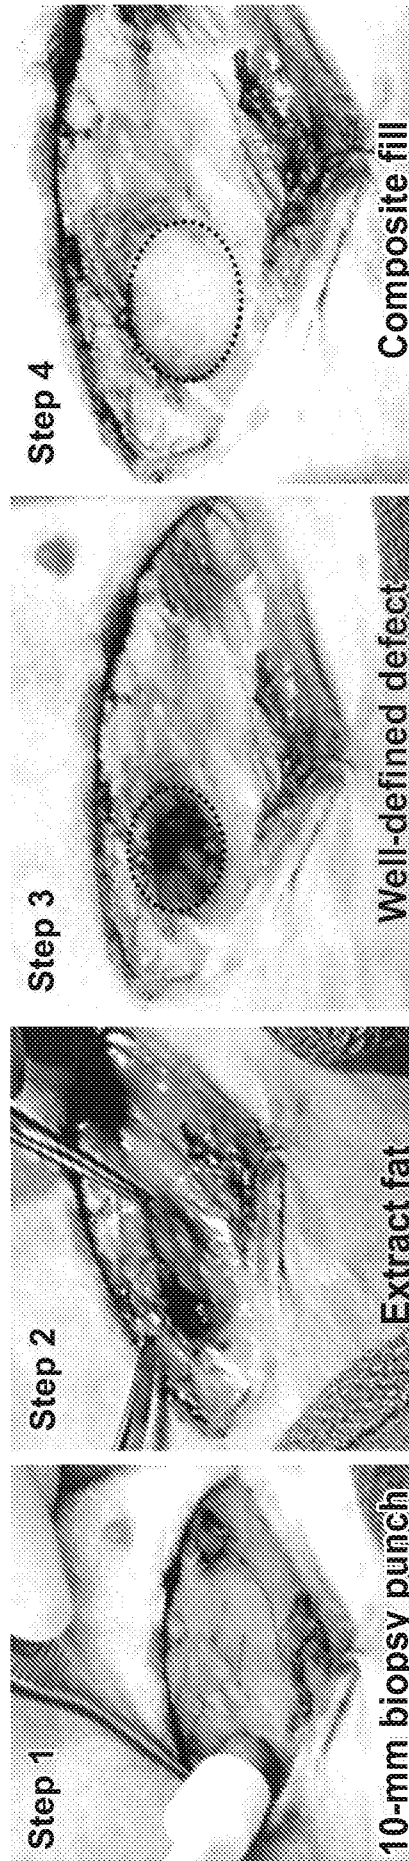 Step 1
10-mm biopsy punch
Step 2
Extract fat
Step 3
Well-defined defect
Step 4
Composite fill